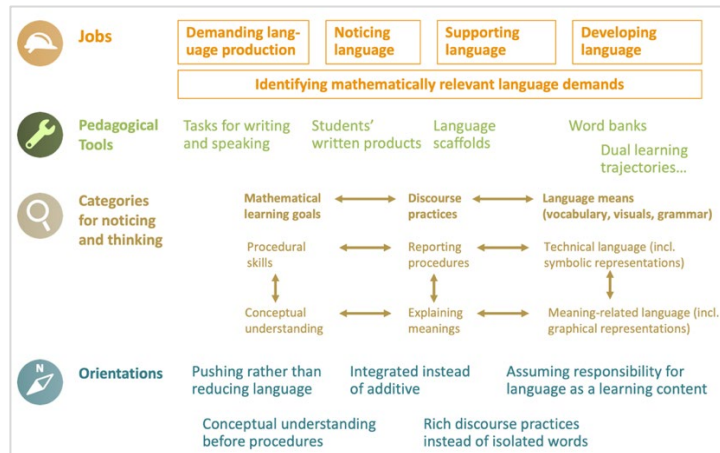 Jobs
Demanding lang-
uage production
Noticing
language
Supporting
language
Developing
language
Identifying mathematically relevant language demands
Pedagogical
Tools
Tasks for writing
and speaking
Students’
written products
Language
scaffolds
Word banks
Dual learning
trajectories…
Categories
for noticing
and thinking
Mathematical
learning goals
Discourse
practices
Language means
(vocabulary, visuals, grammar)
Procedural
skills
Reporting
procedures
Technical language (incl.
symbolic representations)
Conceptual
understanding
Explaining
meanings
Meaning-related language (incl.
graphical representations)
N
Orientations
Pushing rather than
reducing language
Integrated instead
of additive
Assuming responsibility for
language as a learning content
Conceptual understanding
before procedures
Rich discourse practices
instead of isolated words